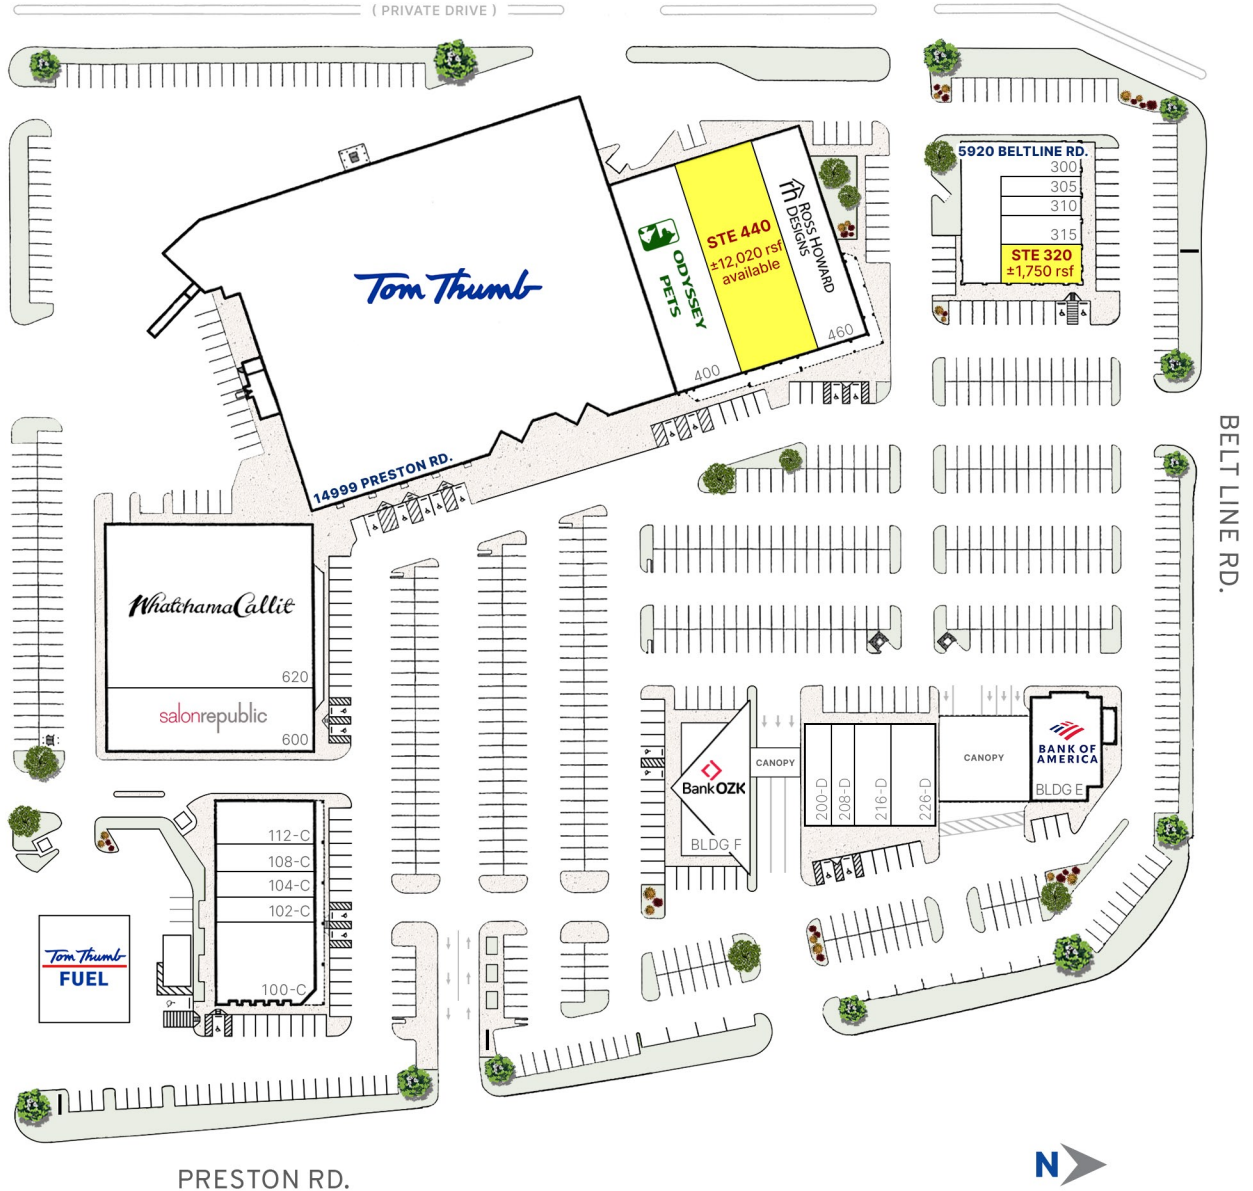 ( PRIVATE DRIVE )
5920 BELTLINE RD.
300
305
310
315
STE 320
±1,750 rsf
ROSS HOWARD
DESIGNS
rh
STE 440
±12,020 rsf
available
ODYSSEY
PETS
460
400
Tom Thumb
14999 PRESTON RD.
BELT LINE RD.
WhatchamaCallit
620
salonrepublic
600
CANOPY
CANOPY
BANK OF
AMERICA
BLDG E
BankOZK
BLDG F
200-D
208-D
216-D
226-D
112-C
108-C
104-C
102-C
100-C
Tom Thumb
FUEL
PRESTON RD.
N